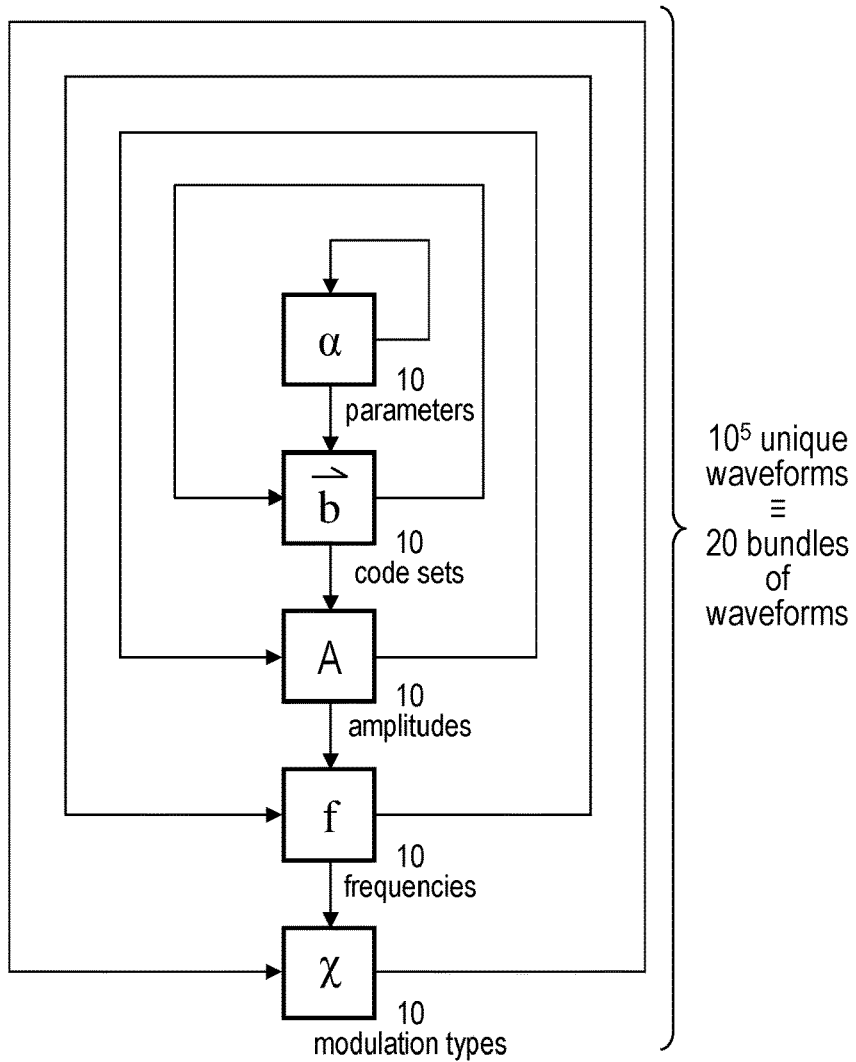 α
10
parameters
b⃑
10
code sets
A
10
amplitudes
f
10
frequencies
χ
10
modulation types
10⁵ unique
waveforms
≡
20 bundles
of
waveforms